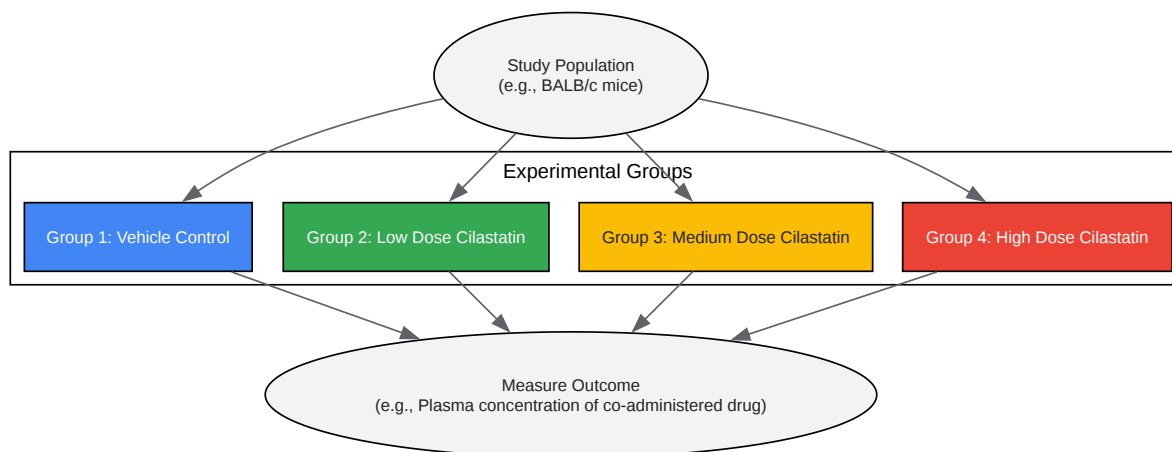 Study Population
(e.g., BALB/c mice)
Experimental Groups
Group 1: Vehicle Control
Group 2: Low Dose Cilastatin
Group 3: Medium Dose Cilastatin
Group 4: High Dose Cilastatin
Measure Outcome
(e.g., Plasma concentration of co-administered drug)